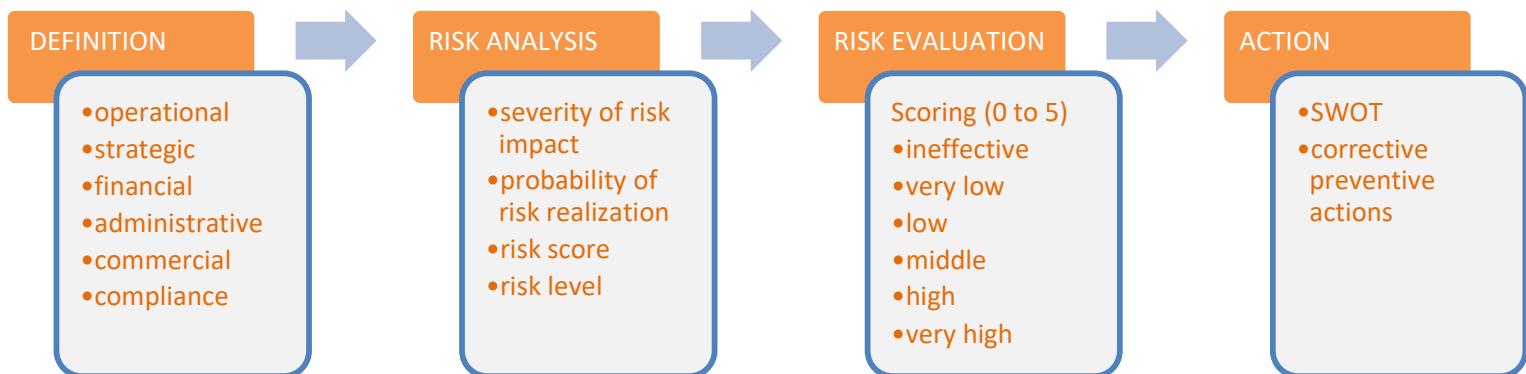 DEFINITION
•operational
•strategic
•financial
•administrative
•commercial
•compliance
RISK ANALYSIS
•severity of risk
impact
•probability of
risk realization
•risk score
•risk level
RISK EVALUATION
Scoring (0 to 5)
•ineffective
•very low
•low
•middle
•high
•very high
ACTION
•SWOT
•corrective
preventive
actions